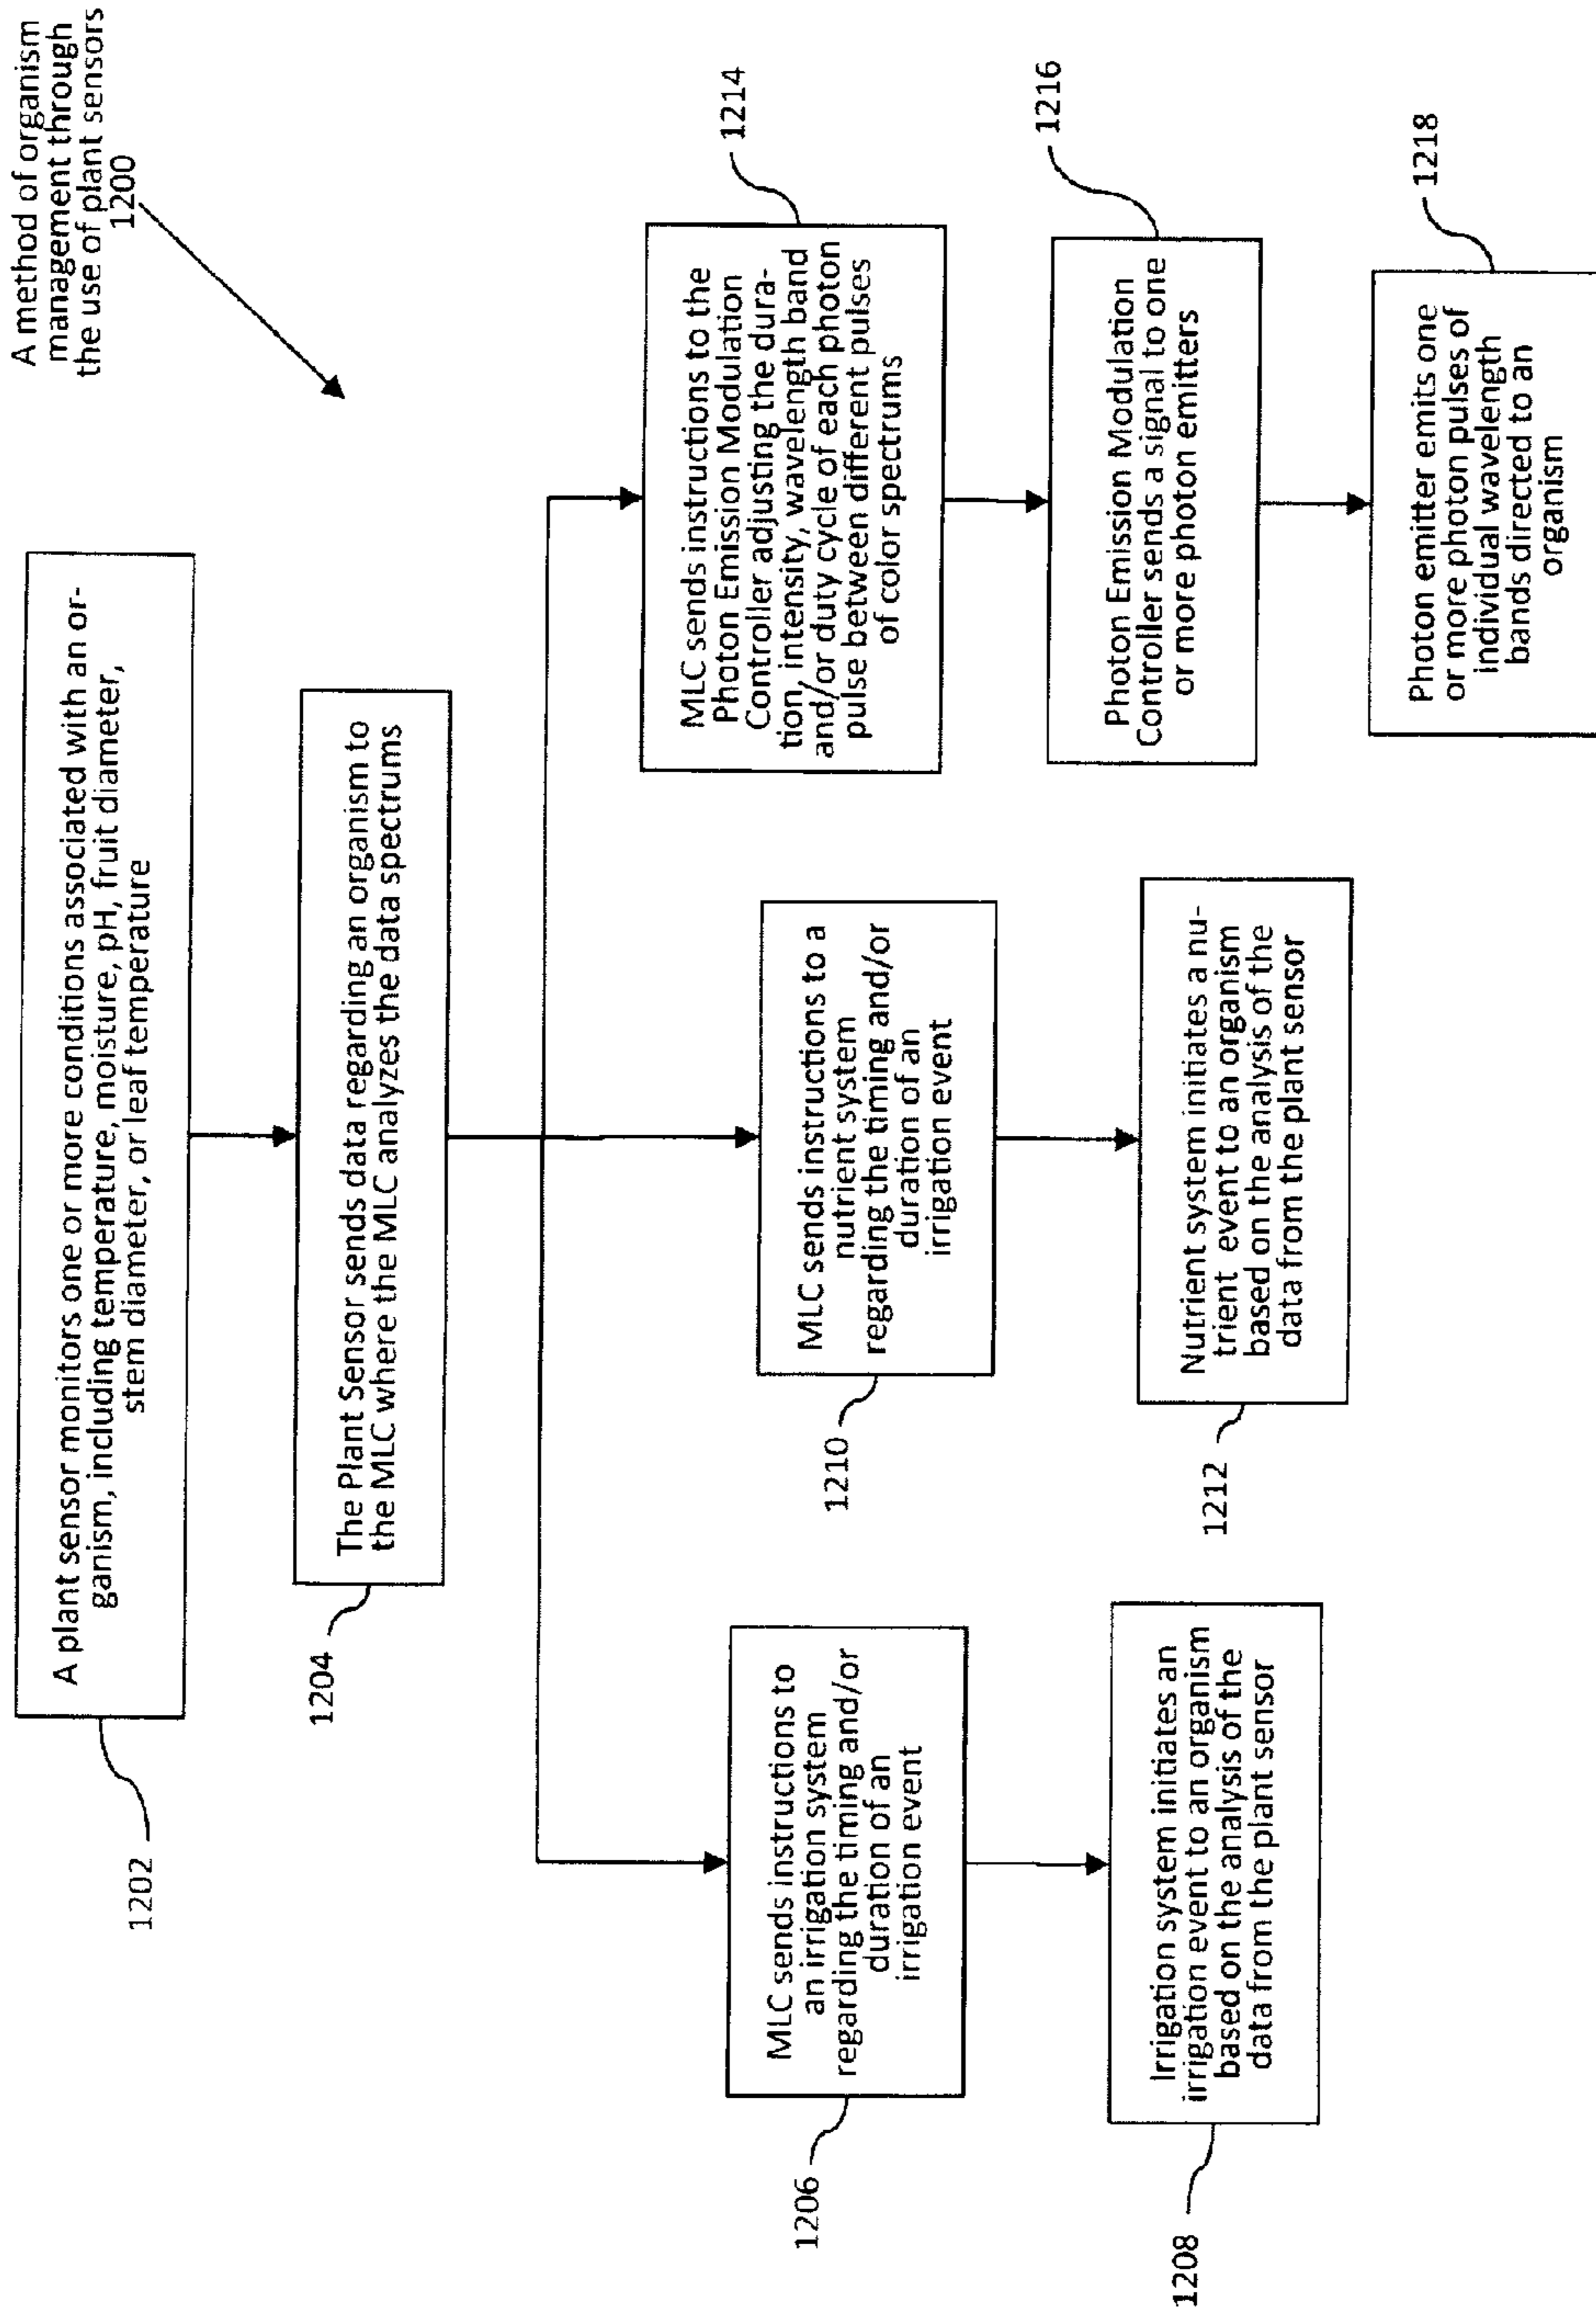 A method of organism
management through
the use of plant sensors
1200
A plant sensor monitors one or more conditions associated with an or-
ganism, including temperature, moisture, pH, fruit diameter,
stem diameter, or leaf temperature
1202
The Plant Sensor sends data regarding an organism to
the MLC where the MLC analyzes the data spectrums
1204
MLC sends instructions to
an irrigation system
regarding the timing and/or
duration of an
irrigation event
1206
Irrigation system initiates an
irrigation event to an organism
based on the analysis of the
data from the plant sensor
1208
MLC sends instructions to a
nutrient system
regarding the timing and/or
duration of an
irrigation event
1210
Nutrient system initiates a nu-
trient event to an organism
based on the analysis of the
data from the plant sensor
1212
MLC sends instructions to the
Photon Emission Modulation
Controller adjusting the dura-
tion, intensity, wavelength band
and/or duty cycle of each photon
pulse between different pulses
of color spectrums
1214
Photon Emission Modulation
Controller sends a signal to one
or more photon emitters
1216
Photon emitter emits one
or more photon pulses of
individual wavelength
bands directed to an
organism
1218